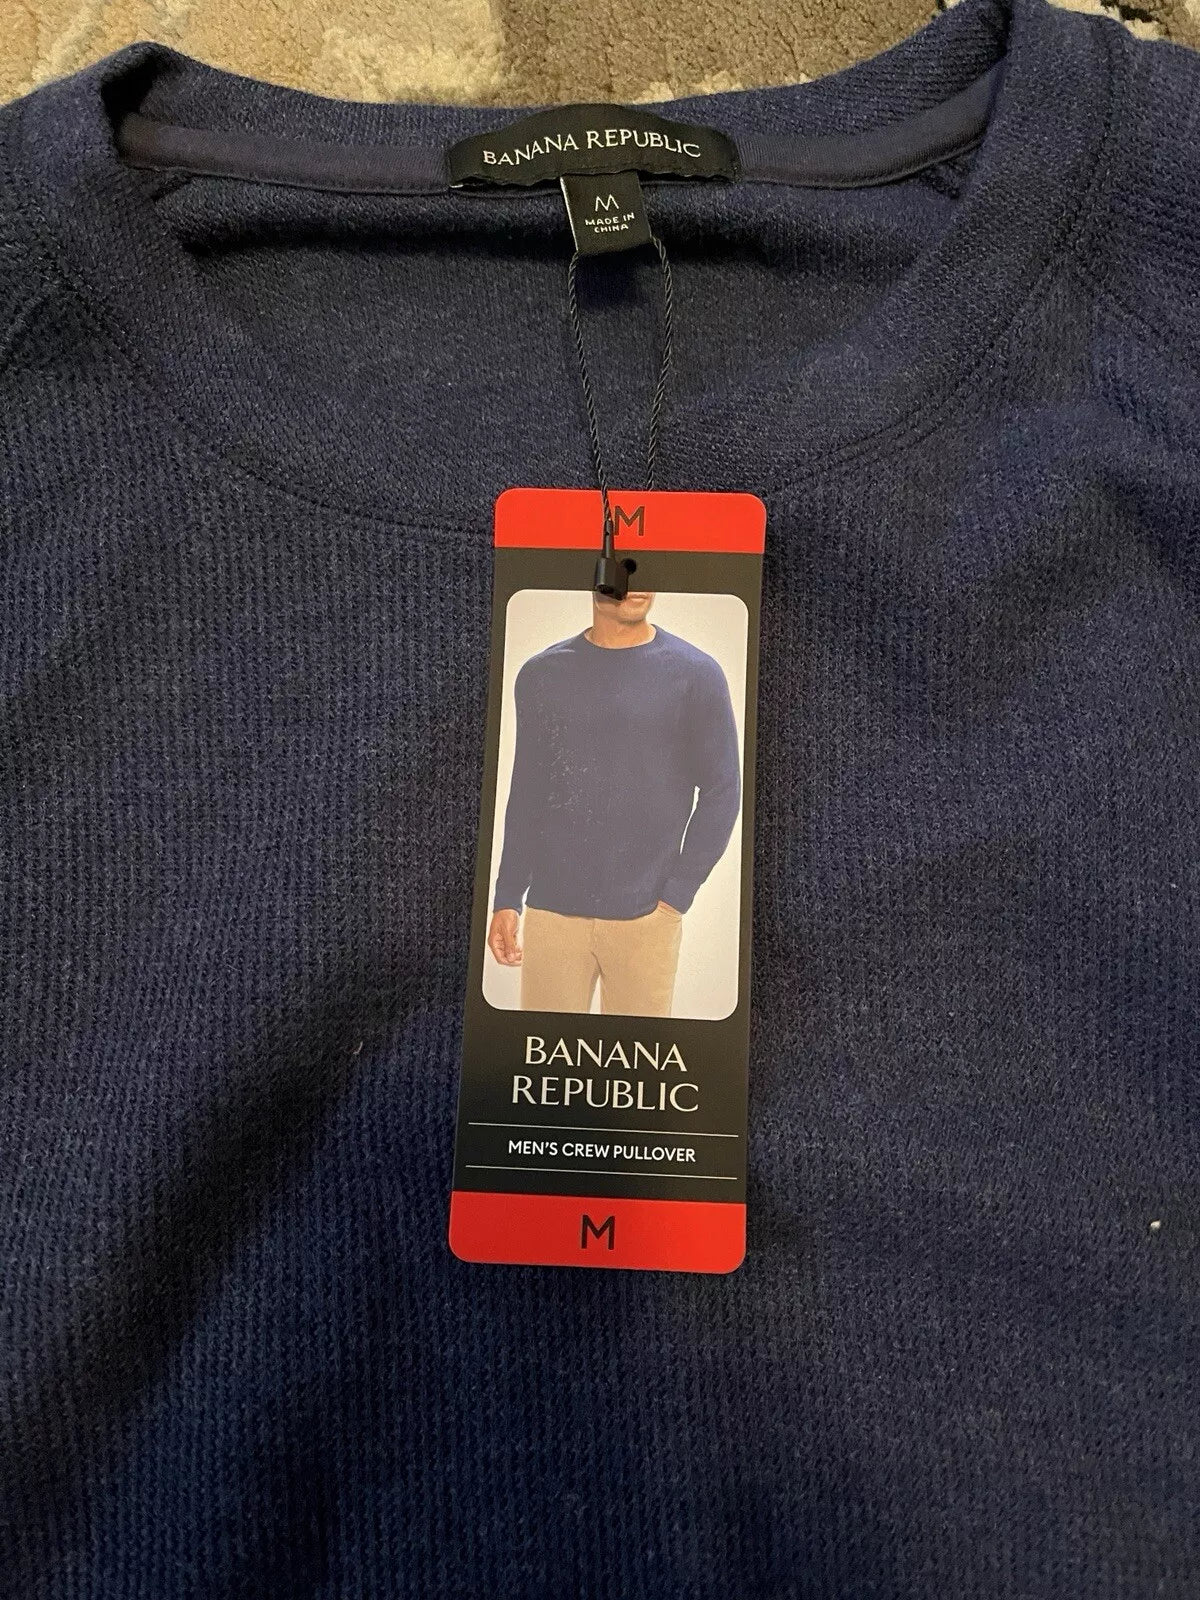 BANANA REPUBLIC
M
MADE IN
CHINA
M
BANANA
REPUBLIC
MEN'S CREW PULLOVER
M